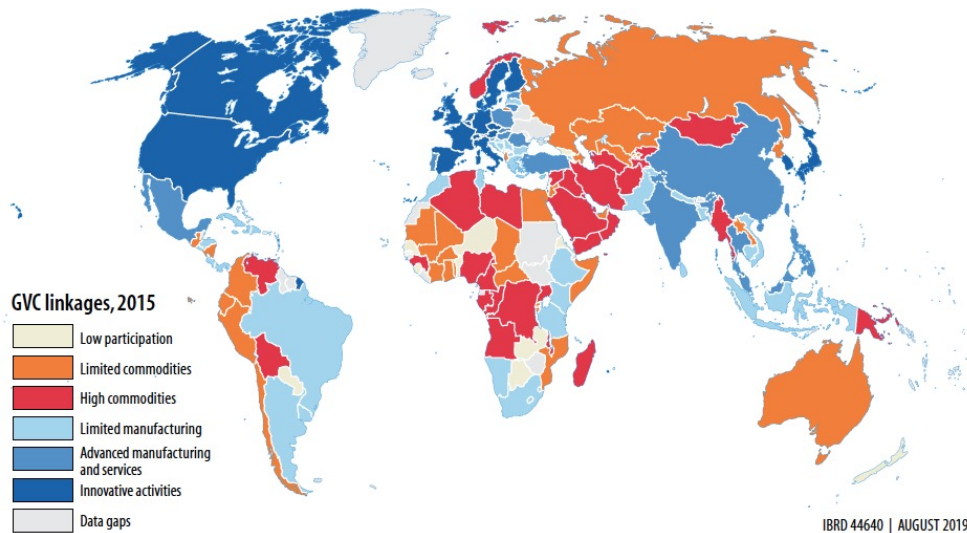 GVC linkages, 2015
Low participation
Limited commodities
High commodities
Limited manufacturing
Advanced manufacturing
and services
Innovative activities
Data gaps
IBRD 44640 | AUGUST 2019